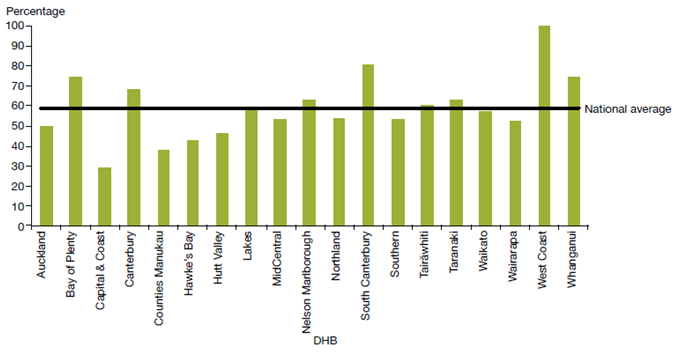 Percentage
100
90
80
70
60
50
40
30
20
10
0
National average
Auckland
Bay of Plenty
Capital & Coast
Canterbury
Counties Manukau
Hawke's Bay
Hutt Valley
Lakes
MidCentral
Nelson Marlborough
Northland
South Canterbury
Southern
Tairāwhiti
Taranaki
Waikato
Wairarapa
West Coast
Whanganui
DHB